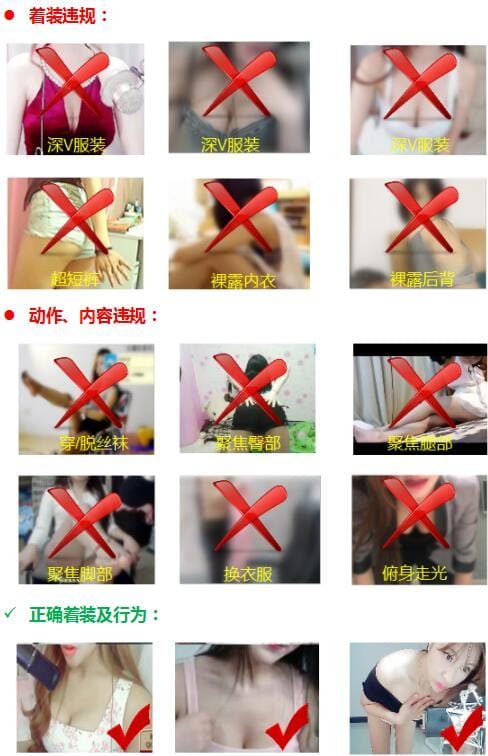 着装违规：
深V服装
深V服装
深V服装
超短裤
裸露内衣
裸露后背
动作、内容违规：
穿/脱丝袜
聚焦臀部
聚焦腿部
聚焦脚部
换衣服
俯身走光
正确着装及行为：